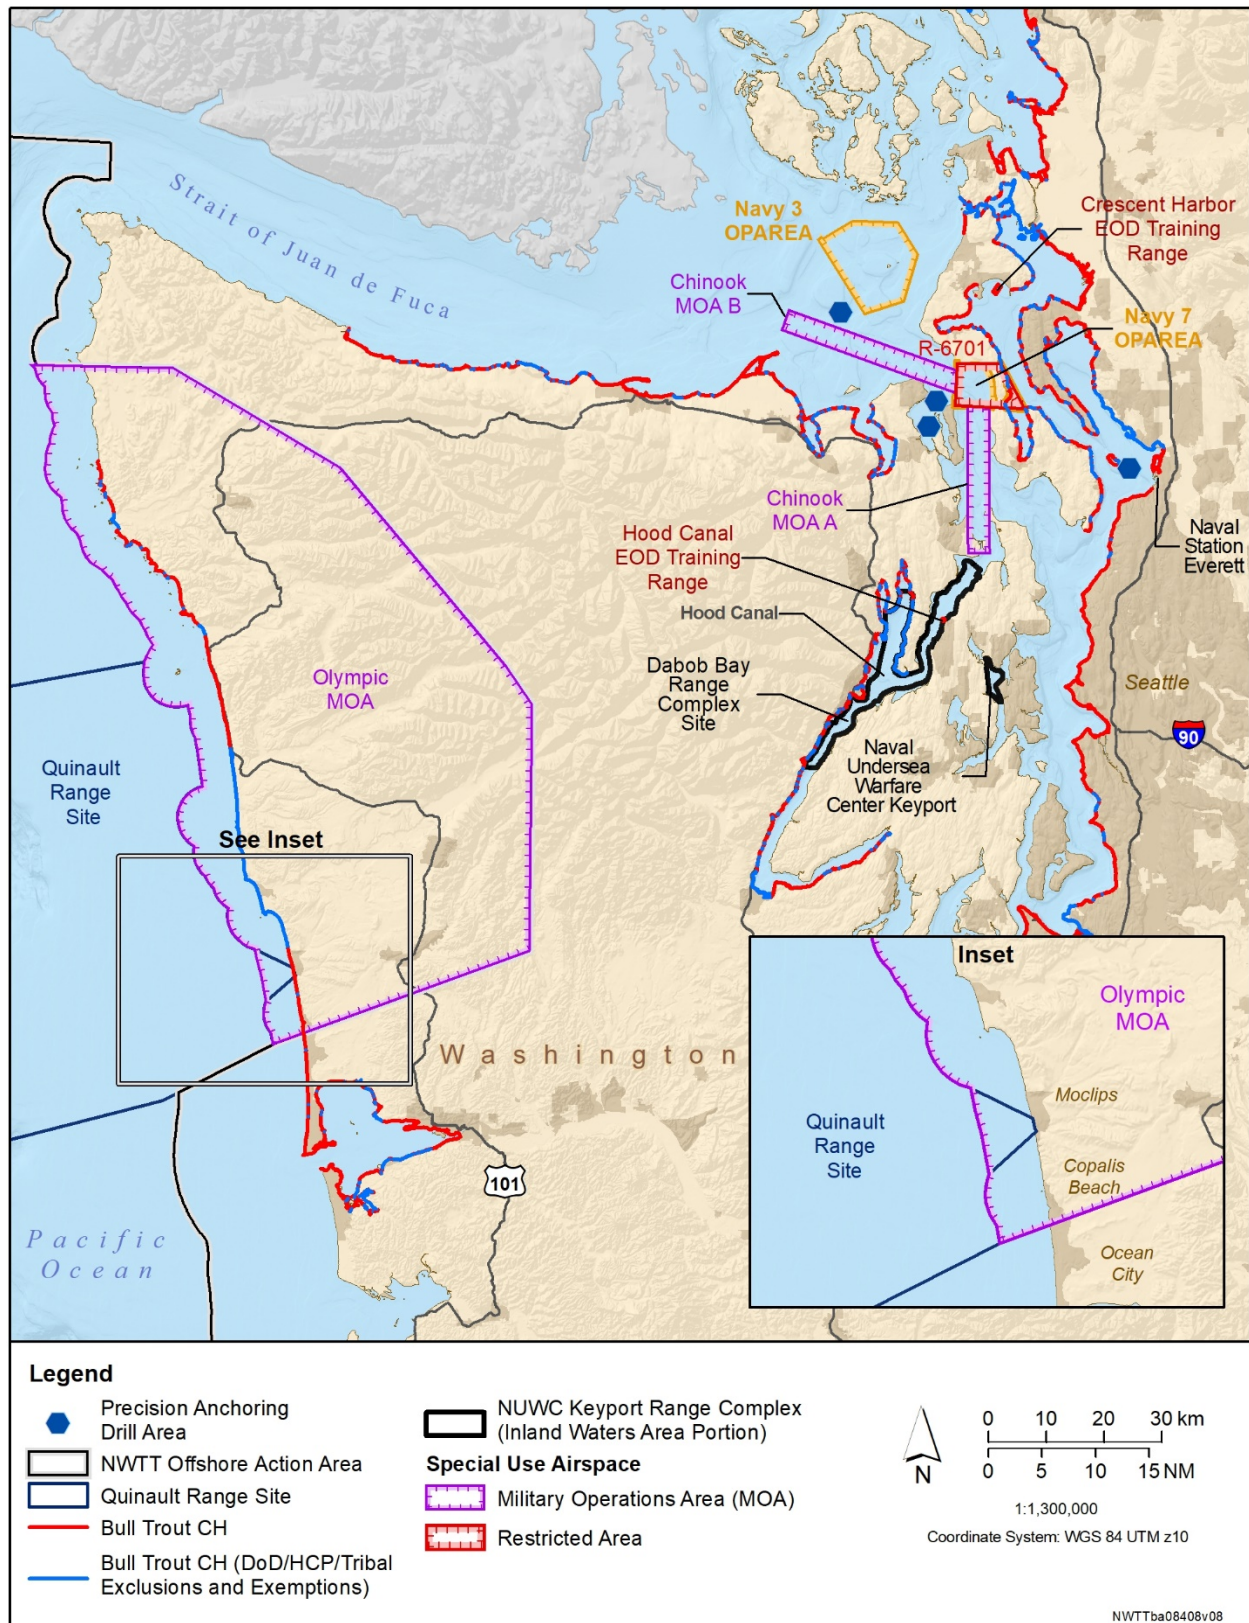 Strait of Juan de Fuca
Navy 3
OPAREA
Crescent Harbor
EOD Training
Range
Chinook
MOA B
Navy 7
OPAREA
R-6701
Chinook
MOA A
Hood Canal
EOD Training
Range
Naval
Station
Everett
Hood Canal
Dabob Bay
Range
Complex
Site
Olympic
MOA
Seattle
90
Naval
Undersea
Warfare
Center Keyport
Quinault
Range
Site
See Inset
Washington
101
Pacific
Ocean
Inset
Olympic
MOA
Moclips
Quinault
Range
Site
Copalis
Beach
Ocean
City
Legend
Precision Anchoring
Drill Area
NWTT Offshore Action Area
Quinault Range Site
Bull Trout CH
Bull Trout CH (DoD/HCP/Tribal
Exclusions and Exemptions)
NUWC Keyport Range Complex
(Inland Waters Area Portion)
Special Use Airspace
Military Operations Area (MOA)
Restricted Area
N
0 10 20 30 km
0 5 10 15 NM
1:1,300,000
Coordinate System: WGS 84 UTM z10
NWTTba08408v08